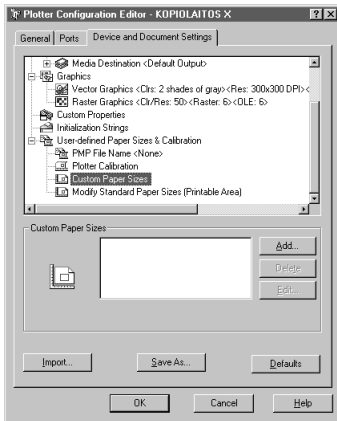 Plotter Configuration Editor - KOPIOLAITOS X
General Ports Device and Document Settings
Media Destination <Default Output>
Graphics
Vector Graphics <Clrs: 2 shades of gray><Res: 300x300 DPI><
Raster Graphics <Clr/Res: 50><Raster: 6><OLE: 6>
Custom Properties
Initialization Strings
User-defined Paper Sizes & Calibration
PMP File Name <None>
Plotter Calibration
Custom Paper Sizes
Modify Standard Paper Sizes (Printable Area)
Custom Paper Sizes
Add...
Delete
Edit...
Import... Save As... Defaults
OK Cancel Help